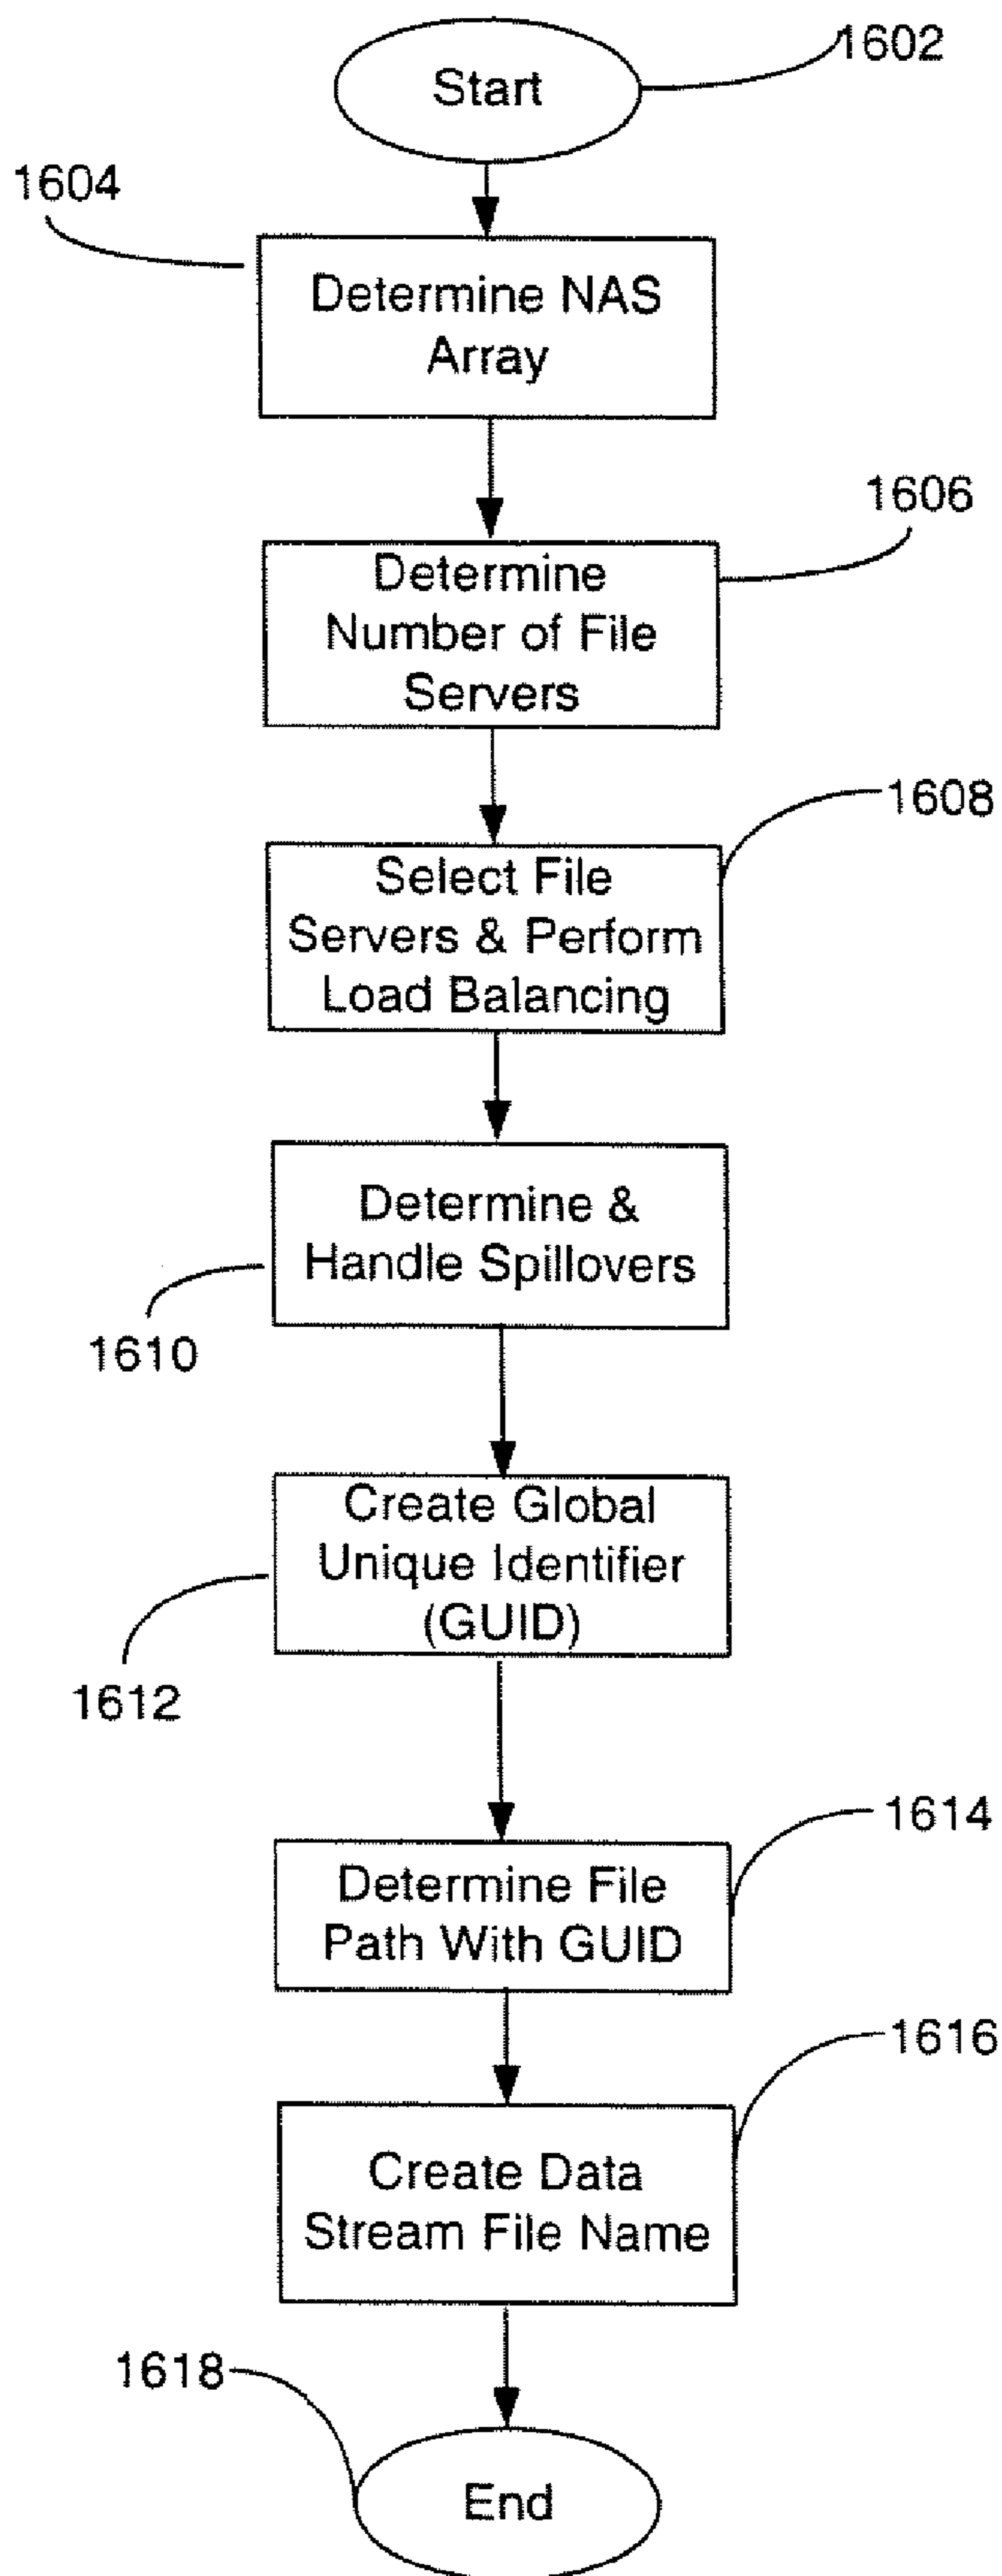 Start
1602
1604
Determine NAS
Array
1606
Determine
Number of File
Servers
1608
Select File
Servers & Perform
Load Balancing
Determine &
Handle Spillovers
1610
Create Global
Unique Identifier
(GUID)
1612
1614
Determine File
Path With GUID
1616
Create Data
Stream File Name
1618
End